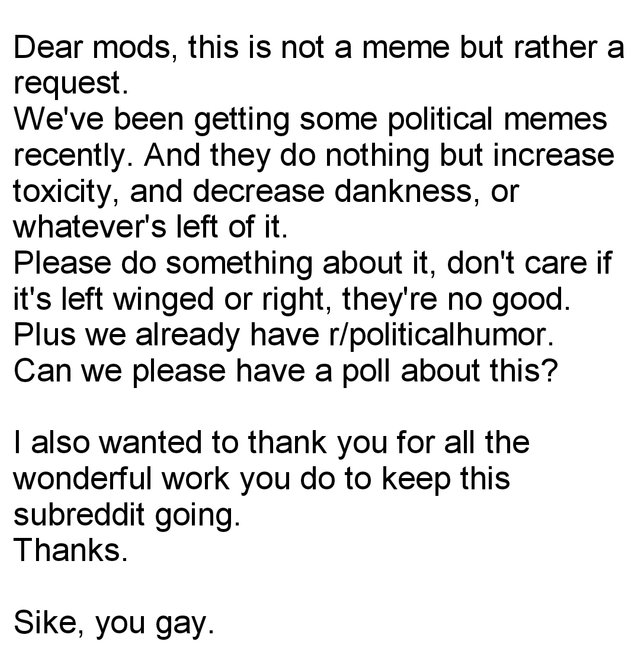 Dear mods, this is not a meme but rather a
request.
We've been getting some political memes
recently. And they do nothing but increase
toxicity, and decrease dankness, or
whatever's left of it.
Please do something about it, don't care if
it's left winged or right, they're no good.
Plus we already have r/politicalhumor.
Can we please have a poll about this?
I also wanted to thank you for all the
wonderful work you do to keep this
subreddit going.
Thanks.
Sike, you gay.